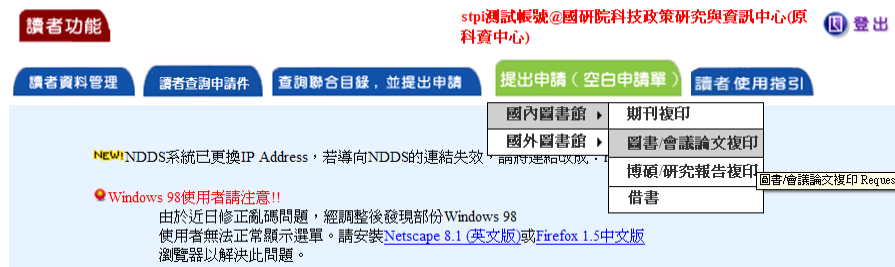 讀者功能
stpi測試帳號@國研院科技政策研究與資訊中心(原
科資中心)
登出
讀者資料管理
讀者查詢申請件
查詢聯合目錄，並提出申請
提出申請（空白申請單）
讀者使用指引
國內圖書館
國外圖書館
期刊複印
圖書/會議論文複印
博碩/研究報告複印
借書
圖書/會議論文複印 Reques
NEW!NDDS系統已更換IP Address，若導向NDDS的連結失效，請將連結改成：
Windows 98使用者請注意!!
由於近日修正亂碼問題，經調整後發現部份Windows 98
使用者無法正常顯示選單。請安裝Netscape 8.1 (英文版)或Firefox 1.5中文版
瀏覽器以解決此問題。